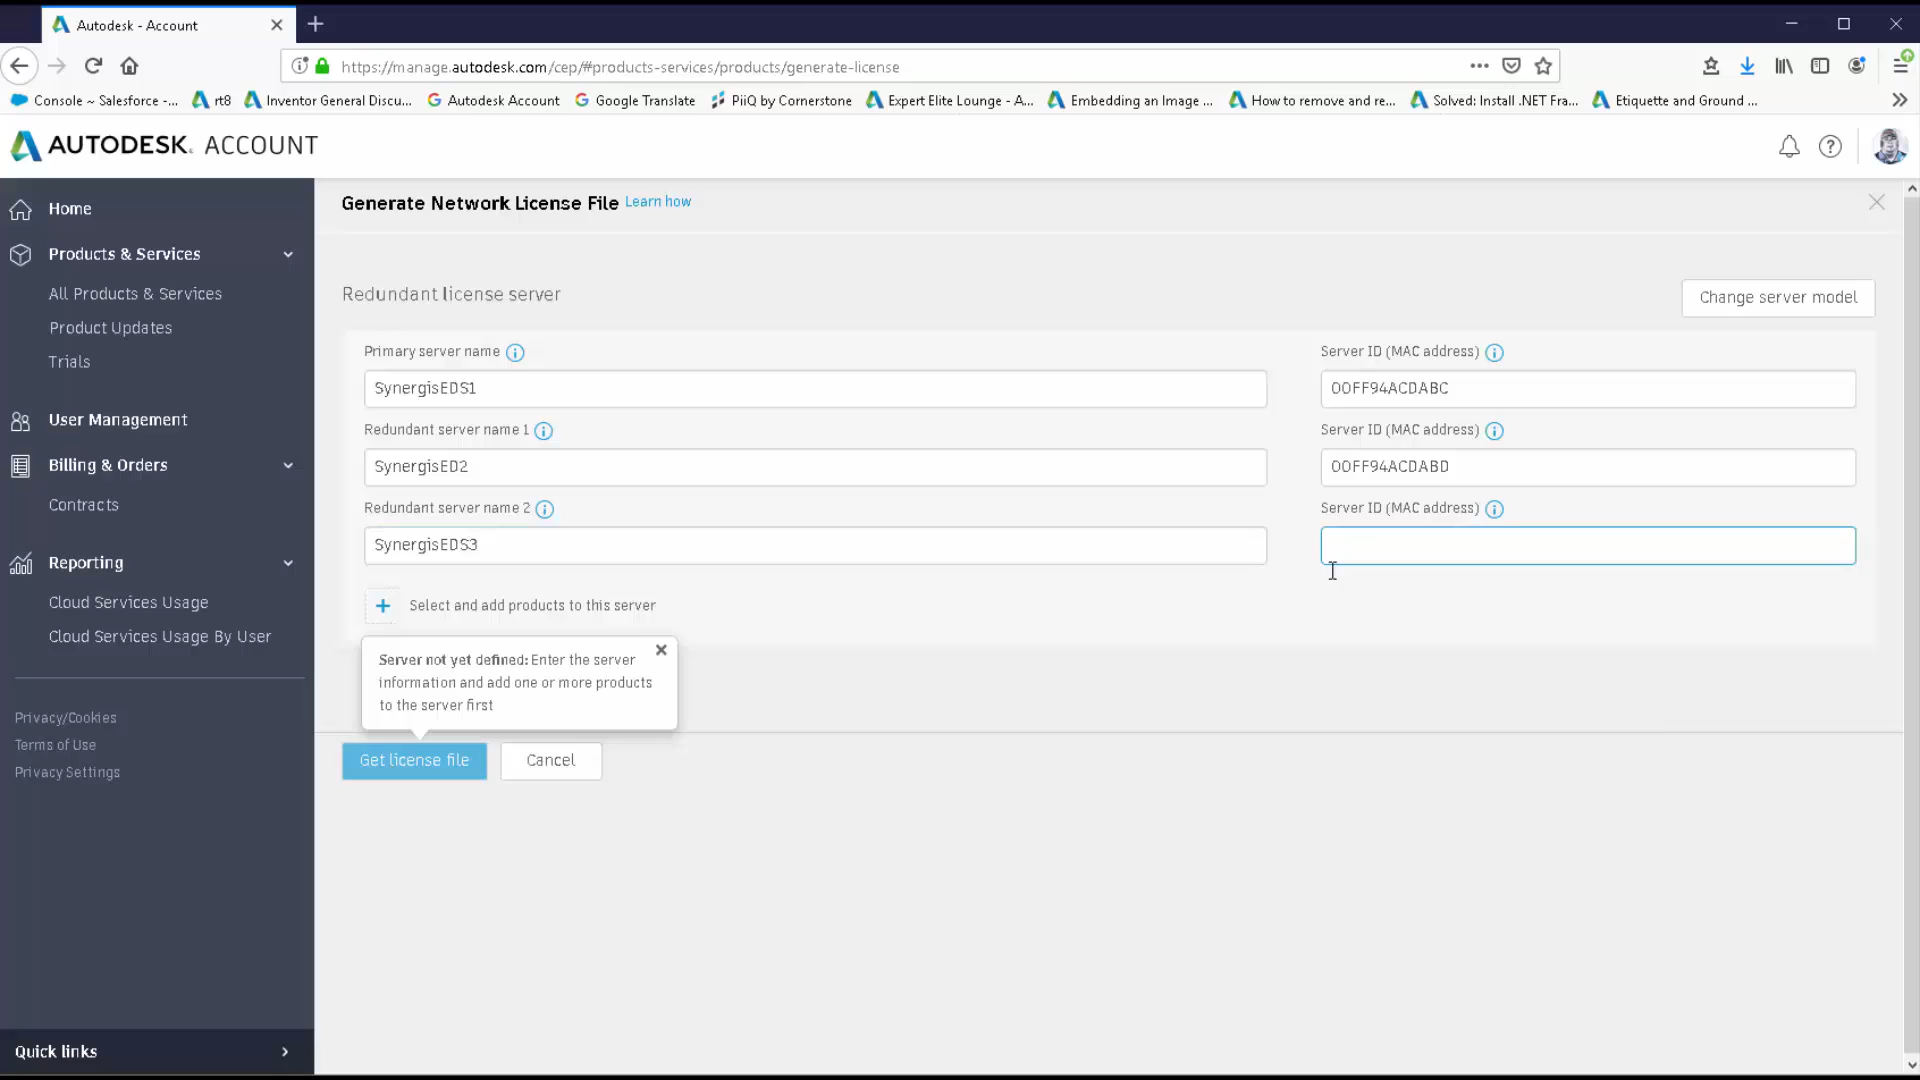 Autodesk - Account
https://manage.autodesk.com/cep/#products-services/products/generate-license
Console ~ Salesforce -...
rt8
Inventor General Discu...
Autodesk Account
Google Translate
PiiQ by Cornerstone
Expert Elite Lounge - A...
Embedding an Image ...
How to remove and re...
Solved: Install .NET Fra...
Etiquette and Ground ...
AUTODESK. ACCOUNT
Home
Products & Services
All Products & Services
Product Updates
Trials
User Management
Billing & Orders
Contracts
Reporting
Cloud Services Usage
Cloud Services Usage By User
Privacy/Cookies
Terms of Use
Privacy Settings
Quick links
Generate Network License File Learn how
Redundant license server
Change server model
Primary server name
Server ID (MAC address)
SynergisEDS1
00FF94ACDABC
Redundant server name 1
Server ID (MAC address)
SynergisED2
00FF94ACDABD
Redundant server name 2
Server ID (MAC address)
SynergisEDS3
Select and add products to this server
Server not yet defined: Enter the server
information and add one or more products
to the server first
Get license file
Cancel